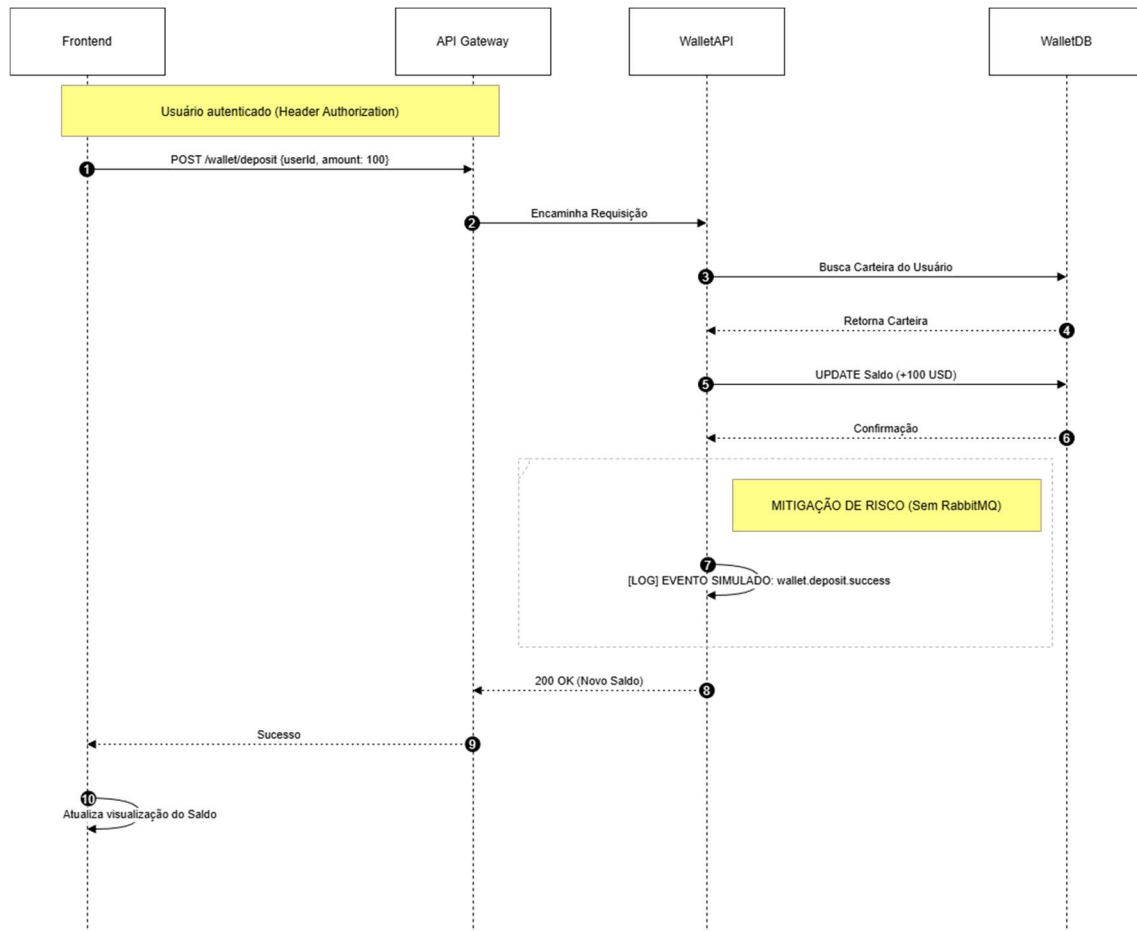 Frontend
API Gateway
WalletAPI
WalletDB
Usuário autenticado (Header Authorization)
1
POST /wallet/deposit {userId, amount: 100}
2
Encaminha Requisição
3
Busca Carteira do Usuário
Retorna Carteira
4
5
UPDATE Saldo (+100 USD)
Confirmação
6
MITIGAÇÃO DE RISCO (Sem RabbitMQ)
7
[LOG] EVENTO SIMULADO: wallet.deposit.success
200 OK (Novo Saldo)
8
Sucesso
9
10
Atualiza visualização do Saldo